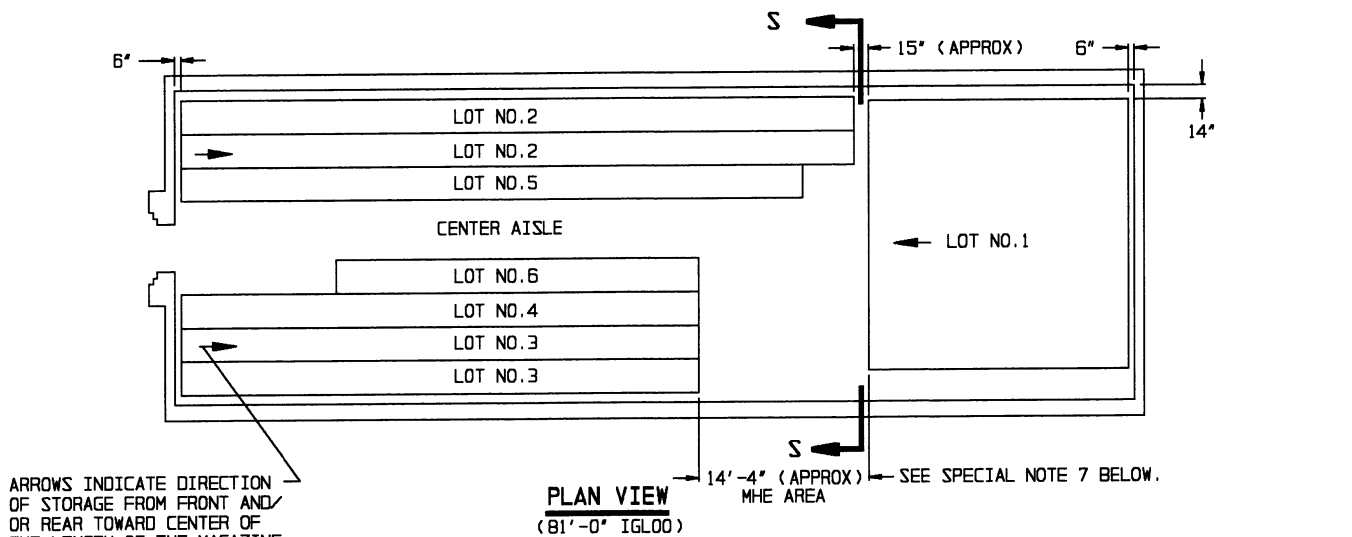 S
15" (APPROX)
6"
6"
14"
LOT NO.2
LOT NO.2
LOT NO.5
CENTER AISLE
LOT NO.1
LOT NO.6
LOT NO.4
LOT NO.3
LOT NO.3
S
14'-4" (APPROX)
MHE AREA
SEE SPECIAL NOTE 7 BELOW.
ARROWS INDICATE DIRECTION
OF STORAGE FROM FRONT AND/
OR REAR TOWARD CENTER OF
PLAN VIEW
(81'-0" IGLOO)